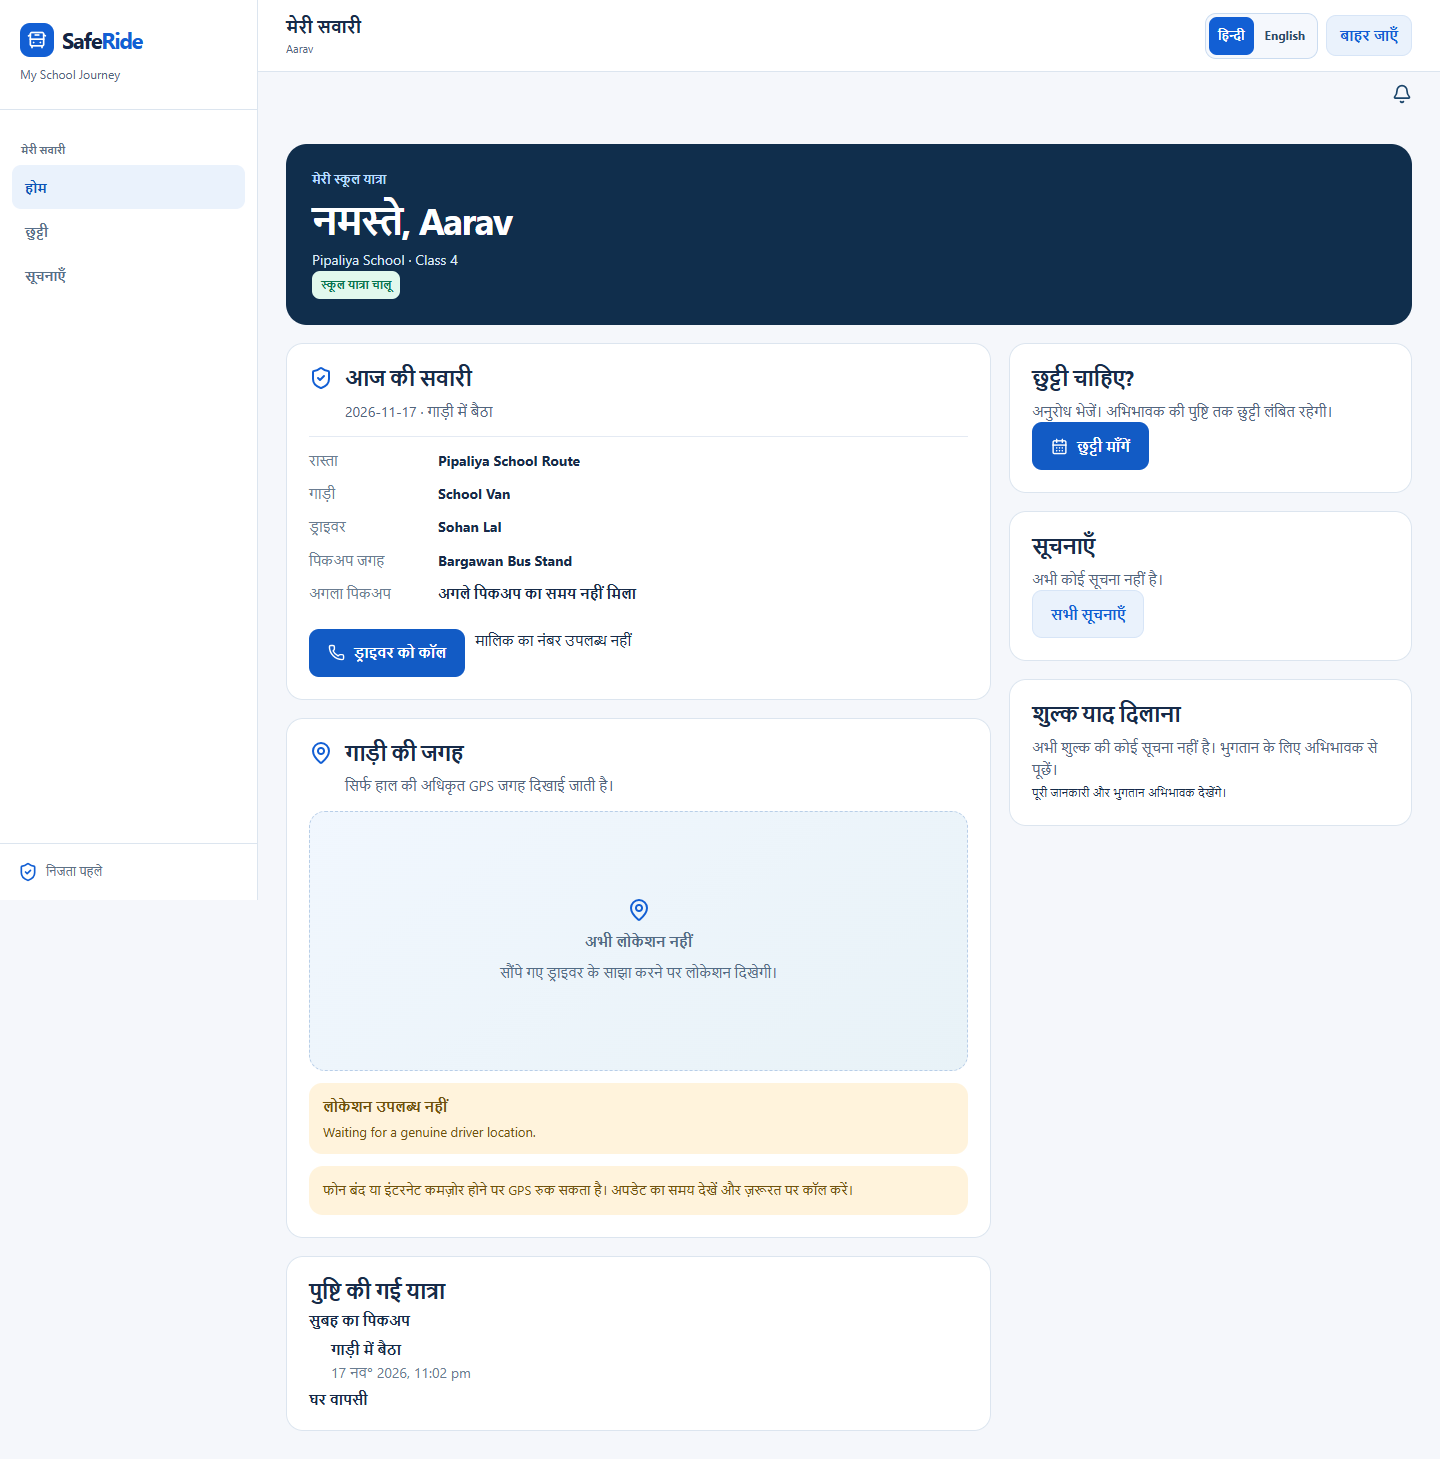 SafeRide
My School Journey
मेरी सवारी
होम
छुट्टी
सूचनाएँ
निजता पहले
मेरी सवारी
Aarav
हिन्दी
English
बाहर जाएँ
मेरी स्कूल यात्रा
नमस्ते, Aarav
Pipaliya School · Class 4
स्कूल यात्रा चालू
आज की सवारी
2026-11-17 · गाड़ी में बैठा
रास्ता Pipaliya School Route
गाड़ी School Van
ड्राइवर Sohan Lal
पिकअप जगह Bargawan Bus Stand
अगला पिकअप अगले पिकअप का समय नहीं मिला
ड्राइवर को कॉल
मालिक का नंबर उपलब्ध नहीं
गाड़ी की जगह
सिर्फ हाल की अधिकृत GPS जगह दिखाई जाती है।
अभी लोकेशन नहीं
सौंपे गए ड्राइवर के साझा करने पर लोकेशन दिखेगी।
लोकेशन उपलब्ध नहीं
Waiting for a genuine driver location.
फोन बंद या इंटरनेट कमज़ोर होने पर GPS रुक सकता है। अपडेट का समय देखें और ज़रूरत पर कॉल करें।
पुष्टि की गई यात्रा
सुबह का पिकअप
गाड़ी में बैठा
17 नव॰ 2026, 11:02 pm
घर वापसी
छुट्टी चाहिए?
अनुरोध भेजें। अभिभावक की पुष्टि तक छुट्टी लंबित रहेगी।
छुट्टी माँगें
सूचनाएँ
अभी कोई सूचना नहीं है।
सभी सूचनाएँ
शुल्क याद दिलाना
अभी शुल्क की कोई सूचना नहीं है। भुगतान के लिए अभिभावक से
पूछें।
पूरी जानकारी और भुगतान अभिभावक देखेंगे।